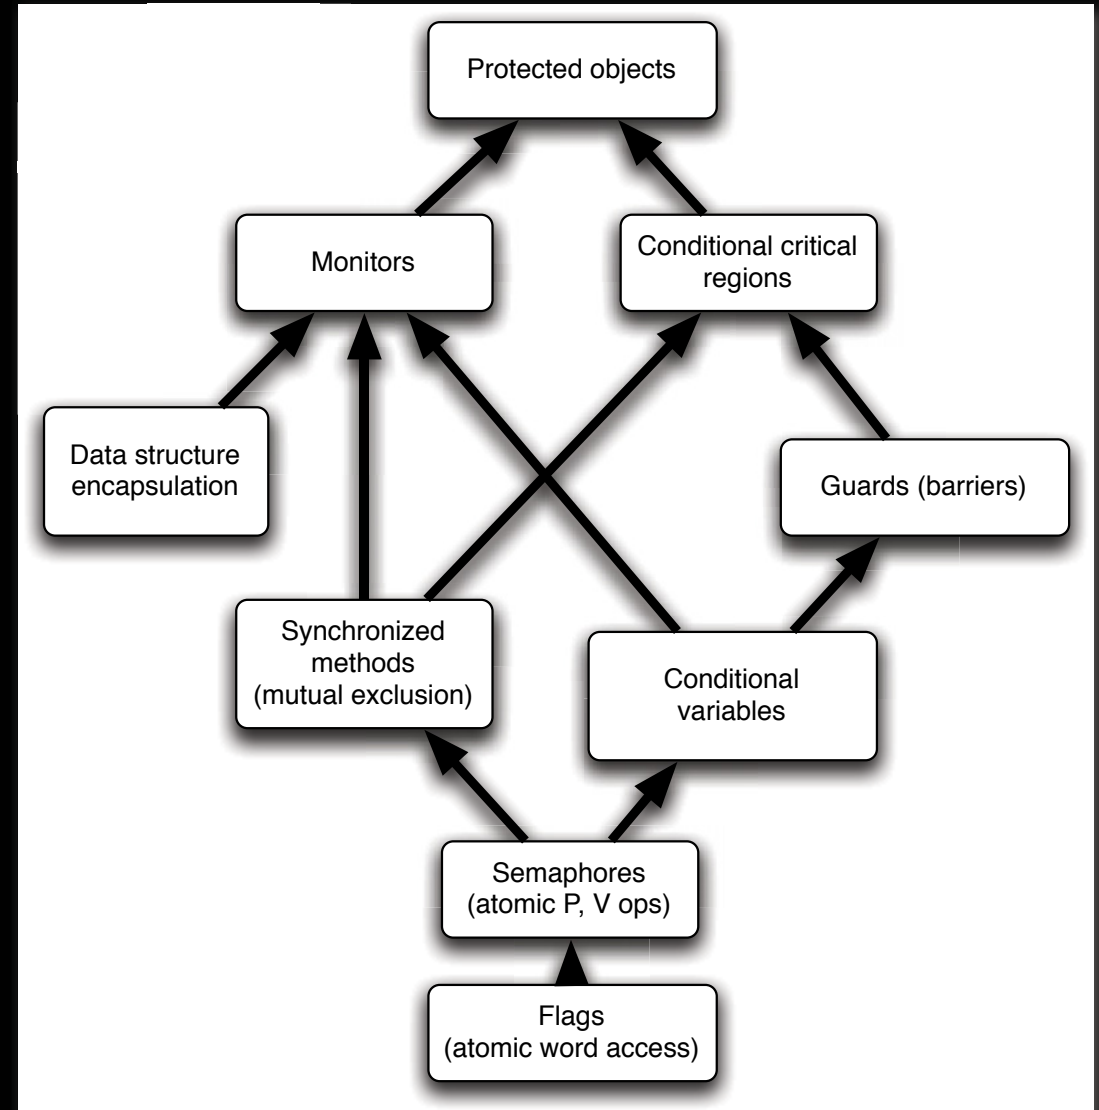 Protected objects
Monitors
Conditional critical
regions
Data structure
encapsulation
Guards (barriers)
Synchronized
methods
(mutual exclusion)
Conditional
variables
Semaphores
(atomic P, V ops)
Flags
(atomic word access)